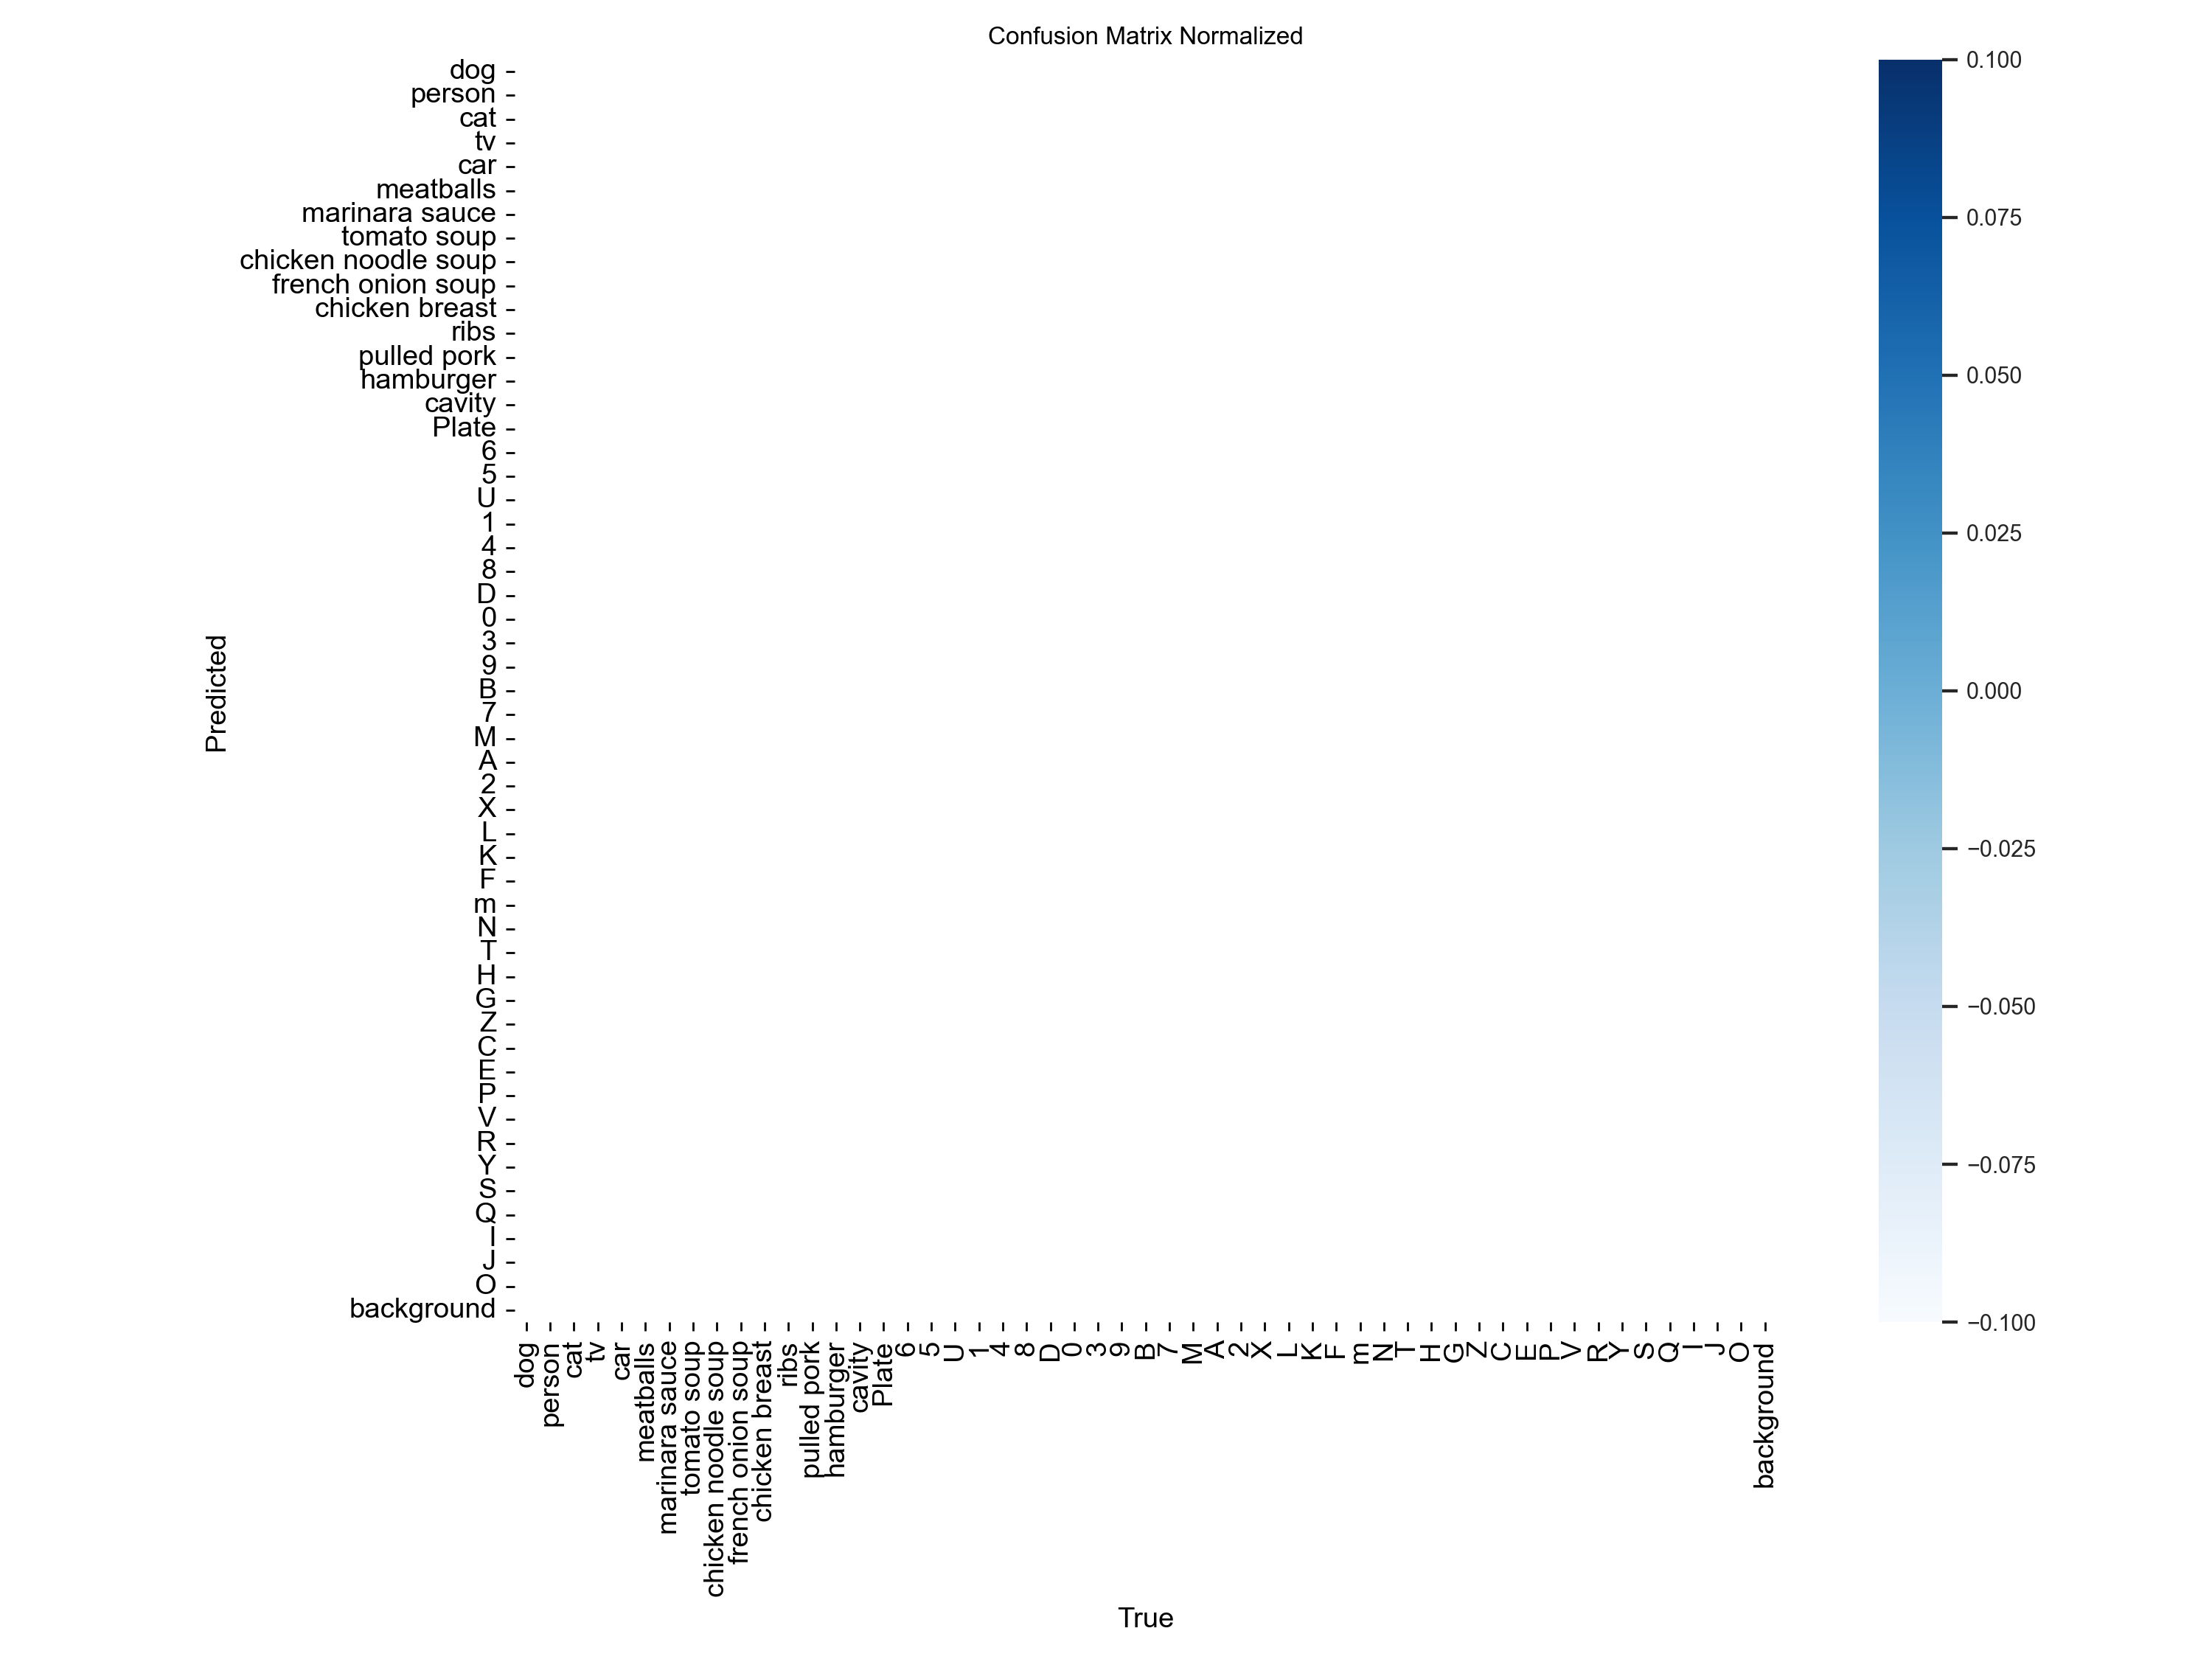 Confusion Matrix Normalized
dog
person
cat
tv
car
meatballs
marinara sauce
tomato soup
chicken noodle soup
french onion soup
chicken breast
ribs
pulled pork
hamburger
cavity
Plate
6
5
U
1
4
8
D
0
3
9
B
7
M
A
2
X
L
K
F
m
N
T
H
G
Z
C
E
P
V
R
Y
S
Q
I
J
O
background
Predicted
dog
person
cat
tv
car
meatballs
marinara sauce
tomato soup
chicken noodle soup
french onion soup
chicken breast
ribs
pulled pork
hamburger
cavity
Plate
6
5
U
1
4
8
D
0
3
9
B
7
M
A
2
X
L
K
F
m
N
T
H
G
Z
C
E
P
V
R
Y
S
Q
I
J
O
background
True
0.100
0.075
0.050
0.025
0.000
−0.025
−0.050
−0.075
−0.100